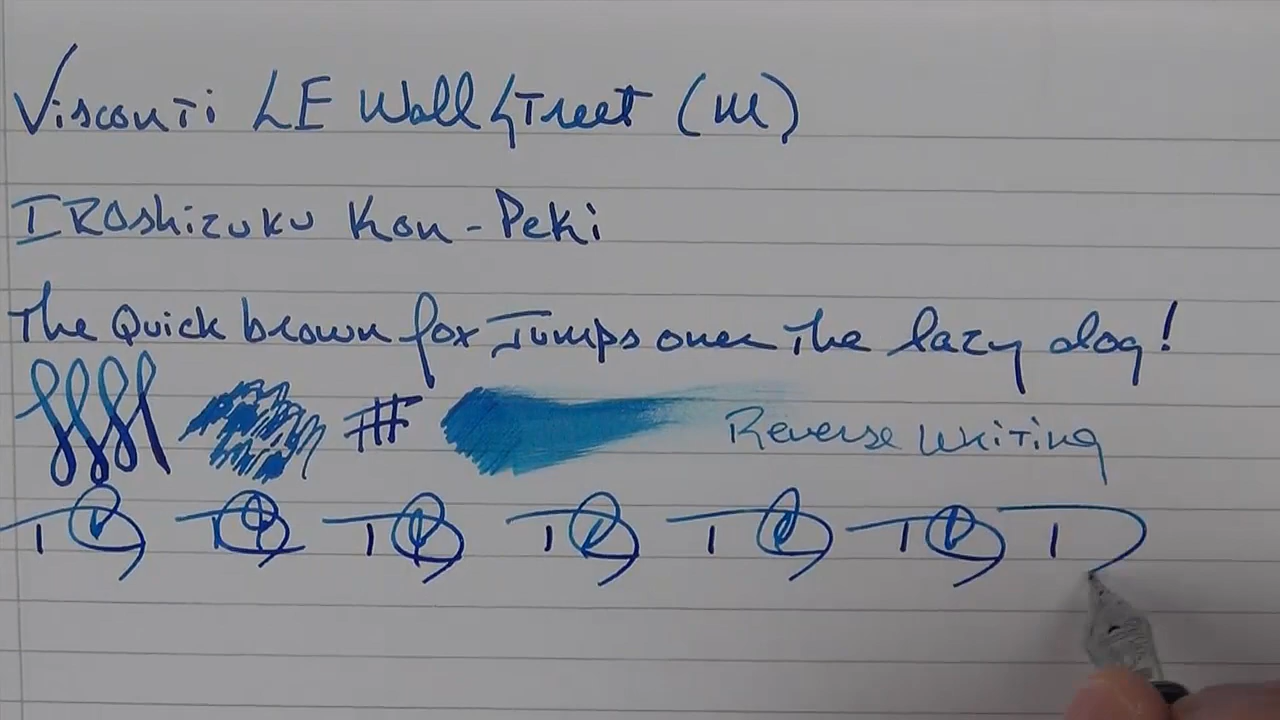 Visconti LE Wall Street (M)
IROshizuku Kon-Peki
The Quick brown fox Jumps over The lazy dog!
Reverse Writing